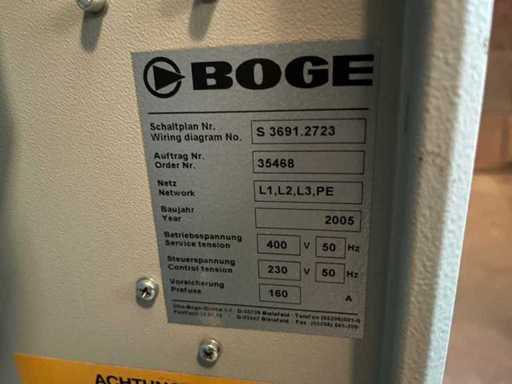 BOGE
Schaltplan Nr.
Wiring diagram No. S 3691.2723
Auftrag Nr.
Order Nr. 35468
Netz
Network L1,L2,L3,PE
Baujahr
Year 2005
Betriebsspannung
Service tension 400 V 50 Hz
Steuerspannung
Control tension 230 V 50 Hz
Vorsicherung
Prefuse 160 A
Bielefeld
Bielefeld
ACHTUNG